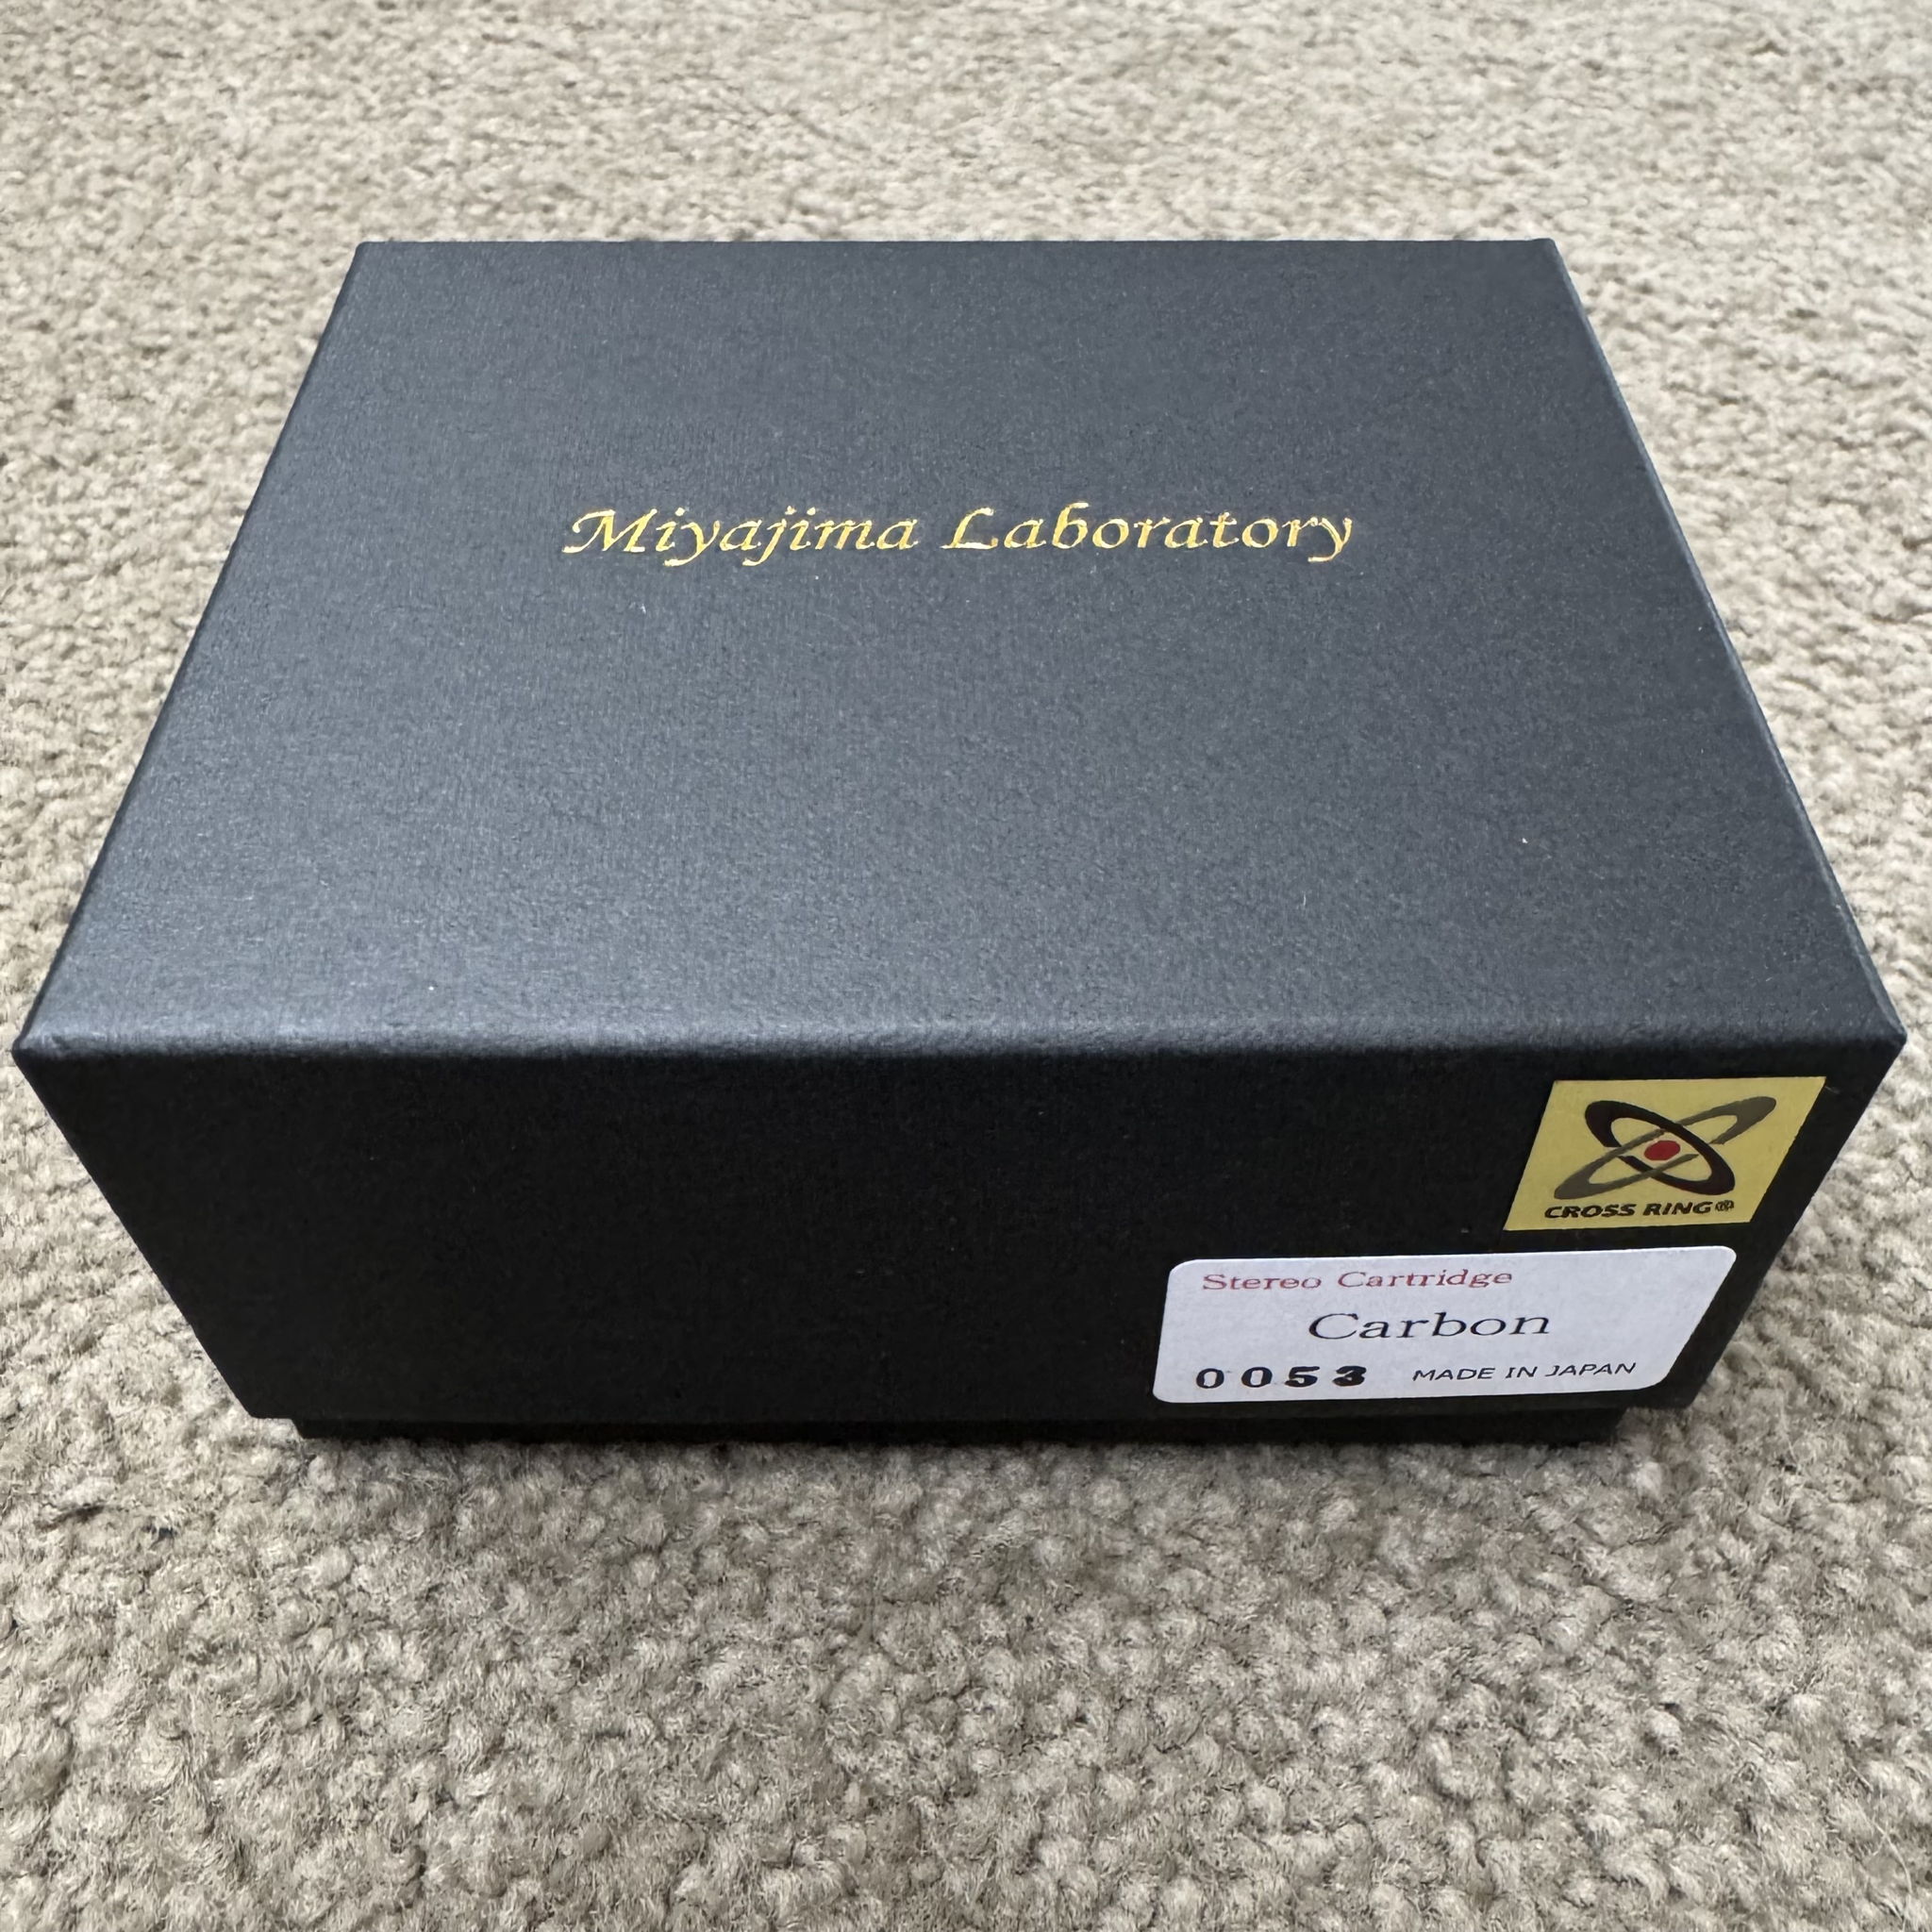 Miyajima Laboratory
CROSS RING®
Stereo Cartridge
Carbon
0053 MADE IN JAPAN